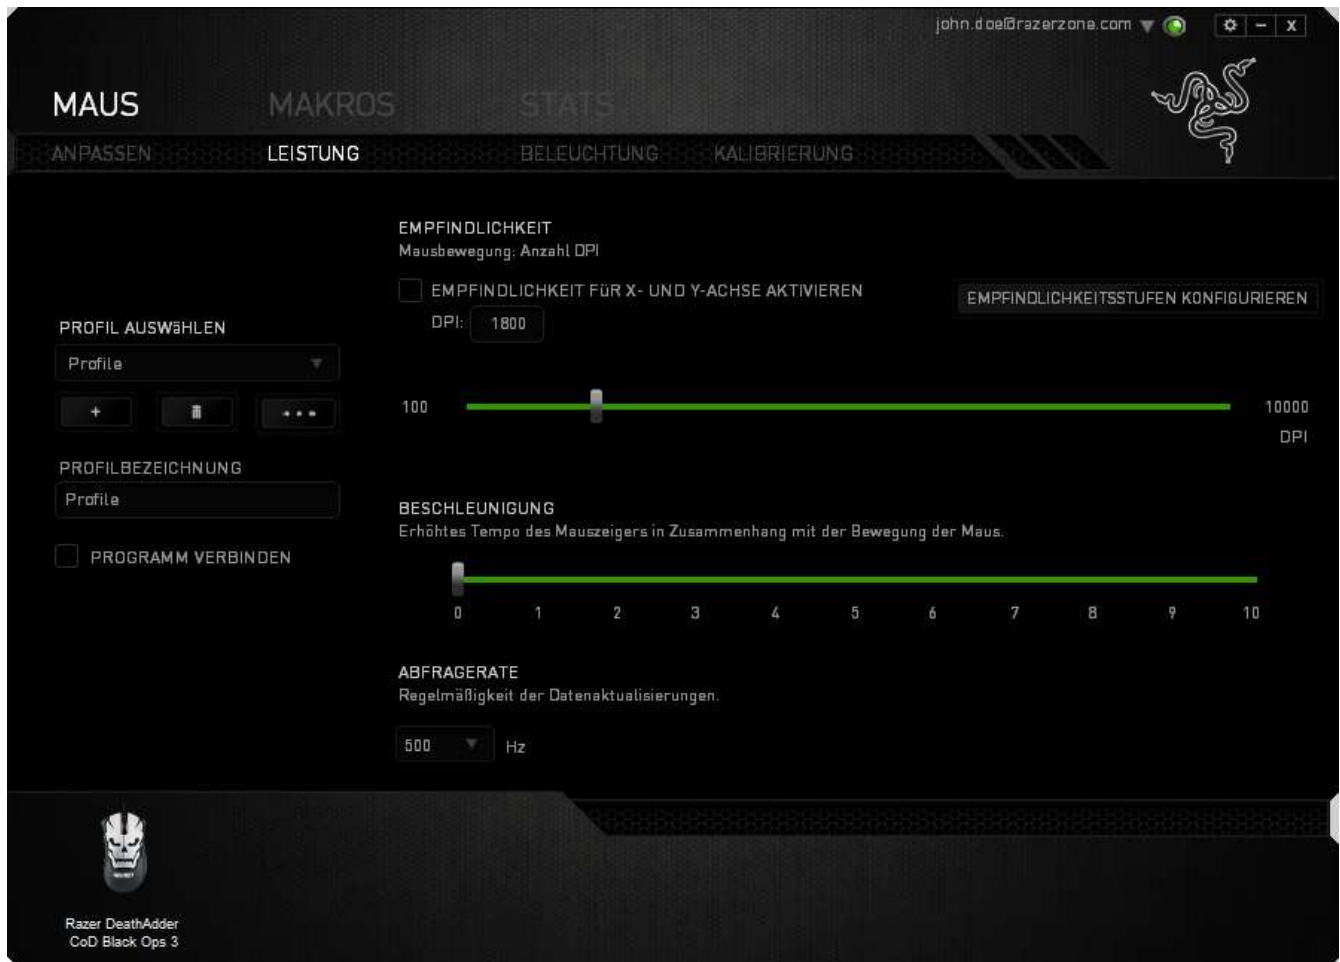 john.doe@razerzone.com
MAUS MAKROS STATS
ANPASSEN LEISTUNG BELEUCHTUNG KALIBRIERUNG
EMPFINDLICHKEIT
Mausbewegung: Anzahl DPI
EMPFINDLICHKEIT FüR X- UND Y-ACHSE AKTIVIEREN
EMPFINDLICHKEITSSTUFEN KONFIGURIEREN
DPI: 1800
PROFIL AUSWäHLEN
Profile
100 10000
DPI
PROFILBEZEICHNUNG
Profile
PROGRAMM VERBINDEN
BESCHLEUNIGUNG
Erhöhtes Tempo des Mauszeigers in Zusammenhang mit der Bewegung der Maus.
0 1 2 3 4 5 6 7 8 9 10
ABFRAGERATE
Regelmäßigkeit der Datenaktualisierungen.
500 Hz
Razer DeathAdder
CoD Black Ops 3